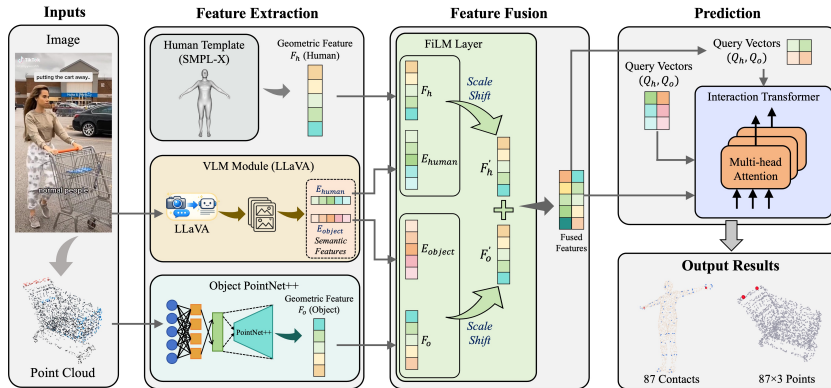 Inputs
Image
TikTok
putting the cart away..
normal people
Point Cloud
Feature Extraction
Human Template
(SMPL-X)
Geometric Feature
F_h (Human)
VLM Module (LLaVA)
LLaVA
E_human
E_object
Semantic
Features
Object PointNet++
PointNet++
Geometric Feature
F_o (Object)
Feature Fusion
FiLM Layer
F_h
Scale
Shift
E_human
F'_h
E_object
F'_o
F_o
Scale
Shift
Fused
Features
Prediction
Query Vectors
(Q_h, Q_o)
Query Vectors
(Q_h, Q_o)
Interaction Transformer
Multi-head
Attention
Output Results
87 Contacts
87×3 Points